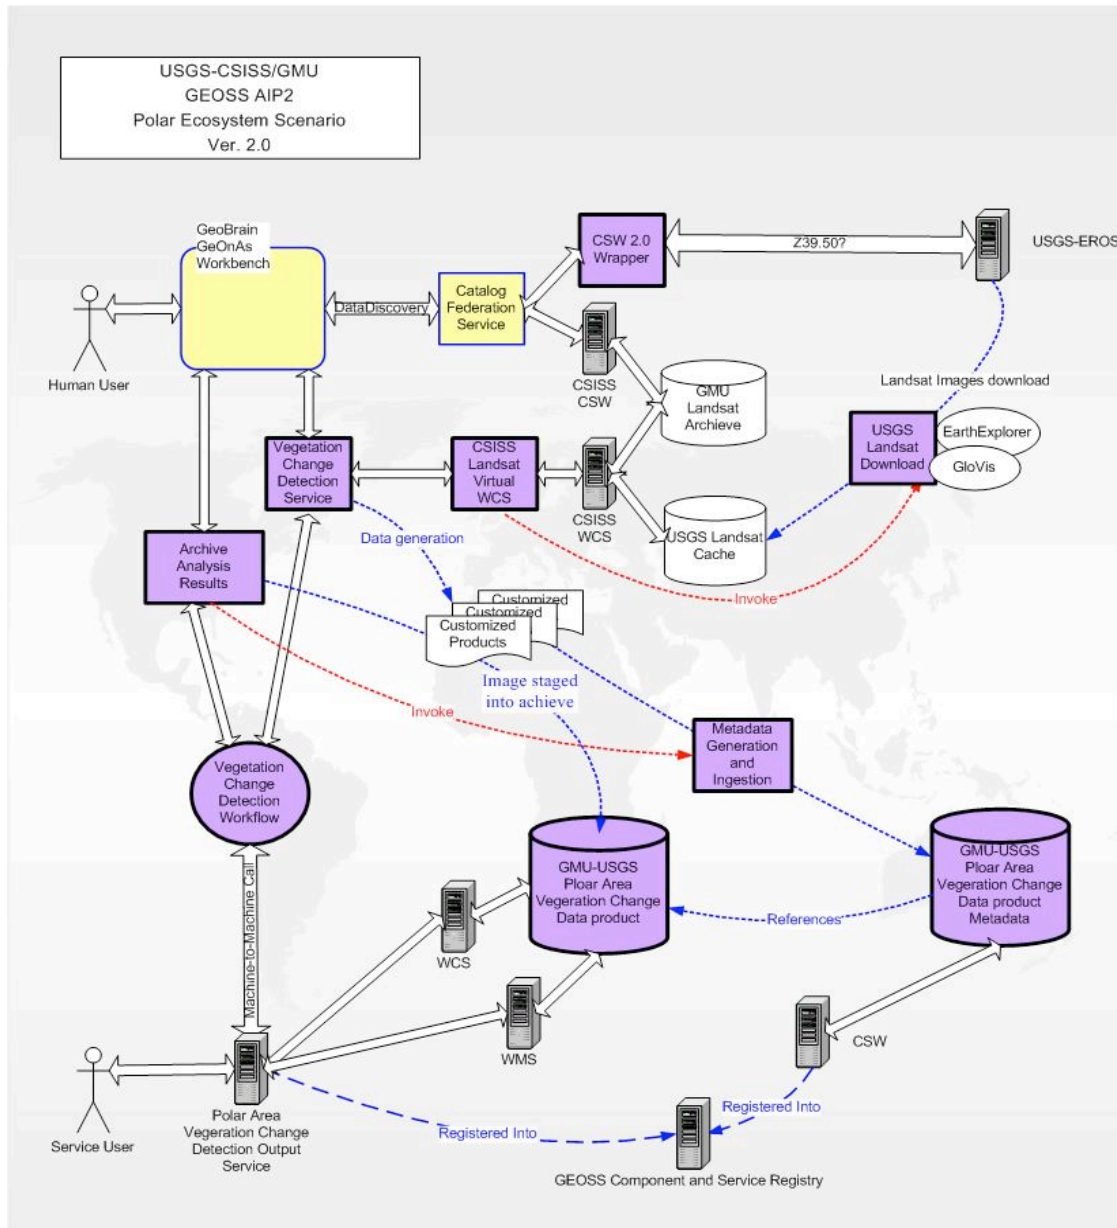 USGS-CSISS/GMU
GEOSS AIP2
Polar Ecosystem Scenario
Ver. 2.0
GeoBrain
GeOnAs
Workbench
CSW 2.0
Wrapper
Z39.50?
USGS-EROS
Human User
DataDiscovery
Catalog
Federation
Service
CSISS
CSW
GMU
Landsat
Archieve
Landsat Images download
USGS
Landsat
Download
EarthExplorer
GloVis
Vegetation
Change
Detection
Service
CSISS
Landsat
Virtual
WCS
CSISS
WCS
USGS Landsat
Cache
Data generation
Archive
Analysis
Results
Invoke
Customized
Customized
Customized
Products
Image staged
into achieve
Invoke
Metadata
Generation
and
Ingestion
Vegetation
Change
Detection
Workflow
GMU-USGS
Ploar Area
Vegeration Change
Data product
GMU-USGS
Ploar Area
Vegeration Change
Data product
Metadata
References
Machine-to-Machine Call
WCS
WMS
CSW
Service User
Polar Area
Vegeration Change
Detection Output
Service
Registered Into
Registered Into
GEOSS Component and Service Registry